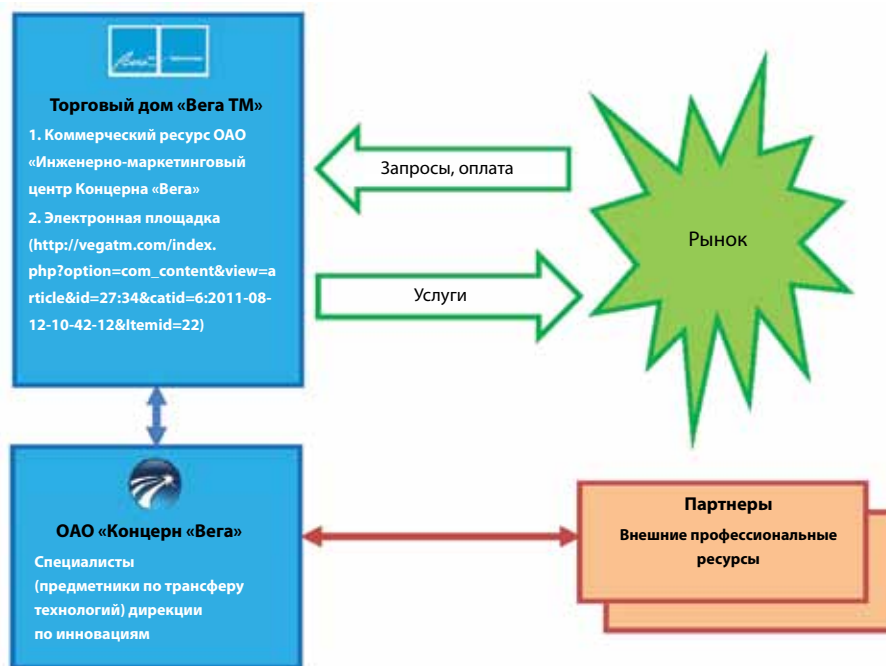 Торговый дом «Вега ТМ»
1. Коммерческий ресурс ОАО
«Инженерно-маркетинговый
центр Концерна «Вега»
2. Электронная площадка
(http://vegatm.com/index.
php?option=com_content&view=a
rticle&id=27:34&catid=6:2011-08-
12-10-42-12&Itemid=22)
Запросы, оплата
Услуги
Рынок
ОАО «Концерн «Вега»
Специалисты
(предметники по трансферу
технологий) дирекции
по инновациям
Партнеры
Внешние профессиональные
ресурсы